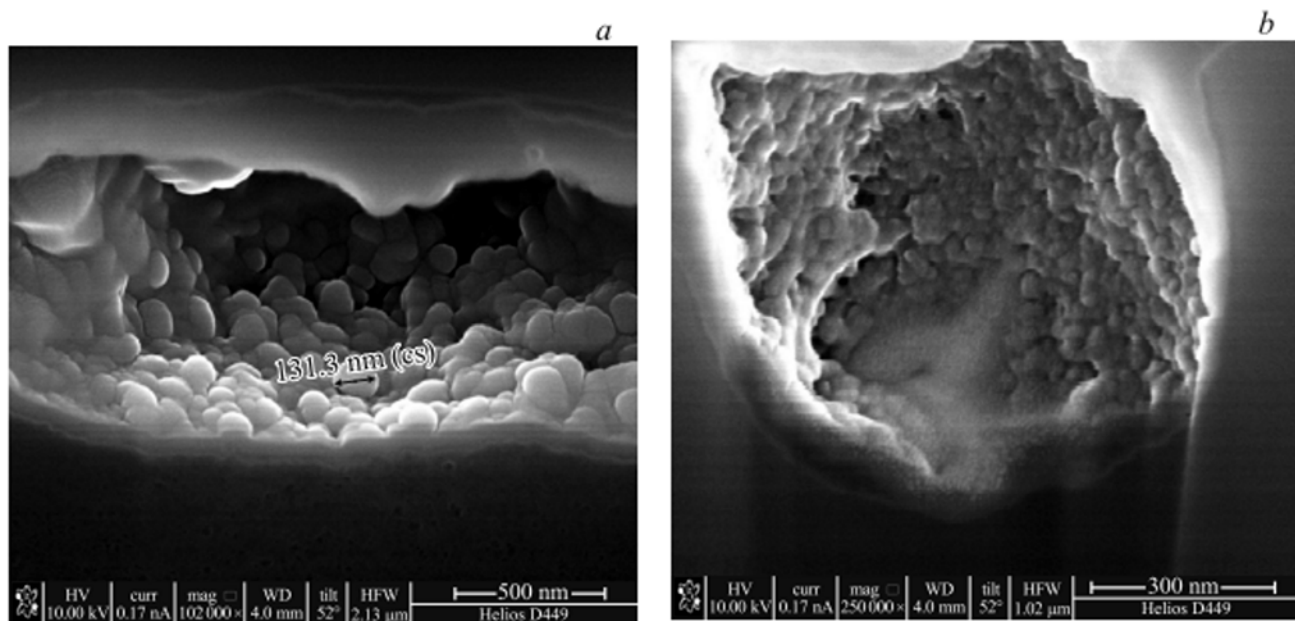 a
b
131.3 nm (cs)
HV curr mag WD tilt HFW 500 nm
10.00 kV 0.17 nA 102 000× 4.0 mm 52° 2.13 μm Helios D449
HV curr mag WD tilt HFW 300 nm
10.00 kV 0.17 nA 250 000× 4.0 mm 52° 1.02 μm Helios D449